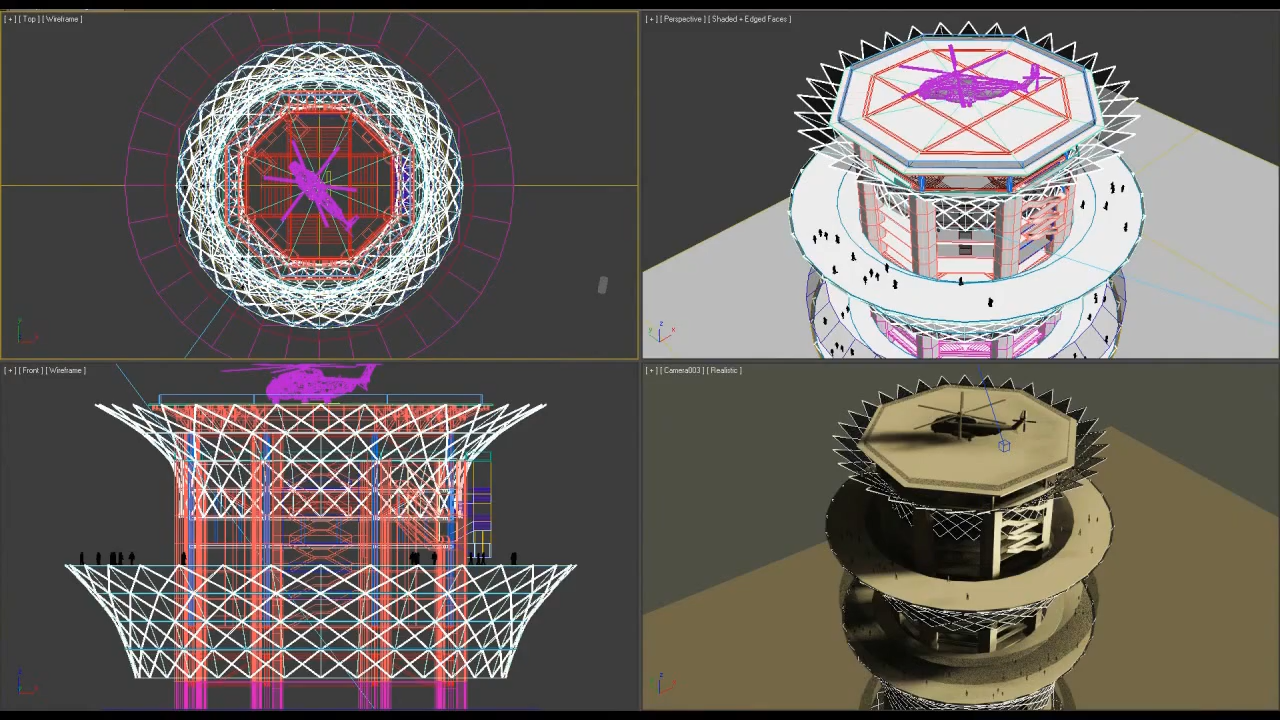 [ + ] [ Top ] [ Wireframe ]
[ + ] [ Perspective ] [ Shaded + Edged Faces ]
[ + ] [ Front ] [ Wireframe ]
[ + ] [ Camera003 ] [ Realistic ]